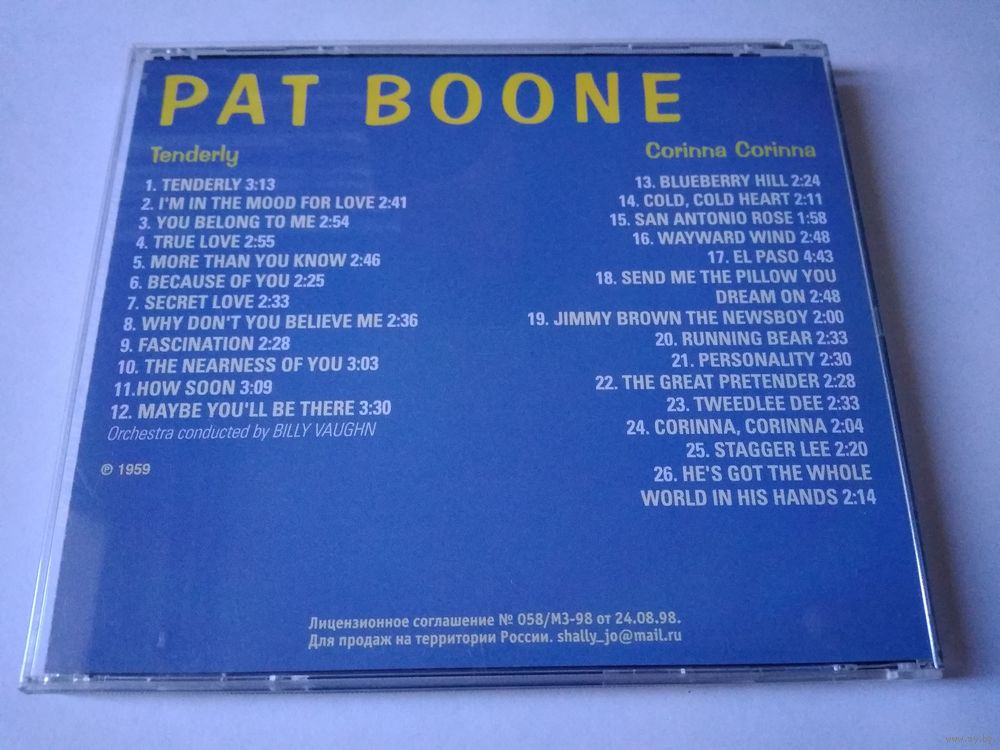 PAT BOONE
Tenderly
1. TENDERLY 3:13
2. I'M IN THE MOOD FOR LOVE 2:41
3. YOU BELONG TO ME 2:54
4. TRUE LOVE 2:55
5. MORE THAN YOU KNOW 2:46
6. BECAUSE OF YOU 2:25
7. SECRET LOVE 2:33
8. WHY DON'T YOU BELIEVE ME 2:36
9. FASCINATION 2:28
10. THE NEARNESS OF YOU 3:03
11.HOW SOON 3:09
12. MAYBE YOU'LL BE THERE 3:30
Orchestra conducted by BILLY VAUGHN
℗ 1959
Corinna Corinna
13. BLUEBERRY HILL 2:24
14. COLD, COLD HEART 2:11
15. SAN ANTONIO ROSE 1:58
16. WAYWARD WIND 2:48
17. EL PASO 4:43
18. SEND ME THE PILLOW YOU
DREAM ON 2:48
19. JIMMY BROWN THE NEWSBOY 2:00
20. RUNNING BEAR 2:33
21. PERSONALITY 2:30
22. THE GREAT PRETENDER 2:28
23. TWEEDLEE DEE 2:33
24. CORINNA, CORINNA 2:04
25. STAGGER LEE 2:20
26. HE'S GOT THE WHOLE
WORLD IN HIS HANDS 2:14
Лицензионное соглашение № 058/МЗ-98 от 24.08.98.
Для продаж на территории России. shally_jo@mail.ru